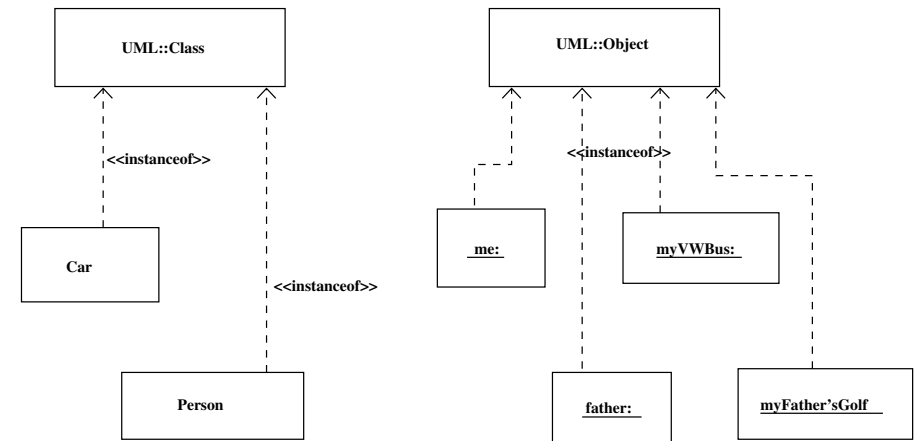 UML::Class
UML::Object
<<instanceof>>
<<instanceof>>
me:
myVWBus:
Car
<<instanceof>>
Person
father:
myFather'sGolf